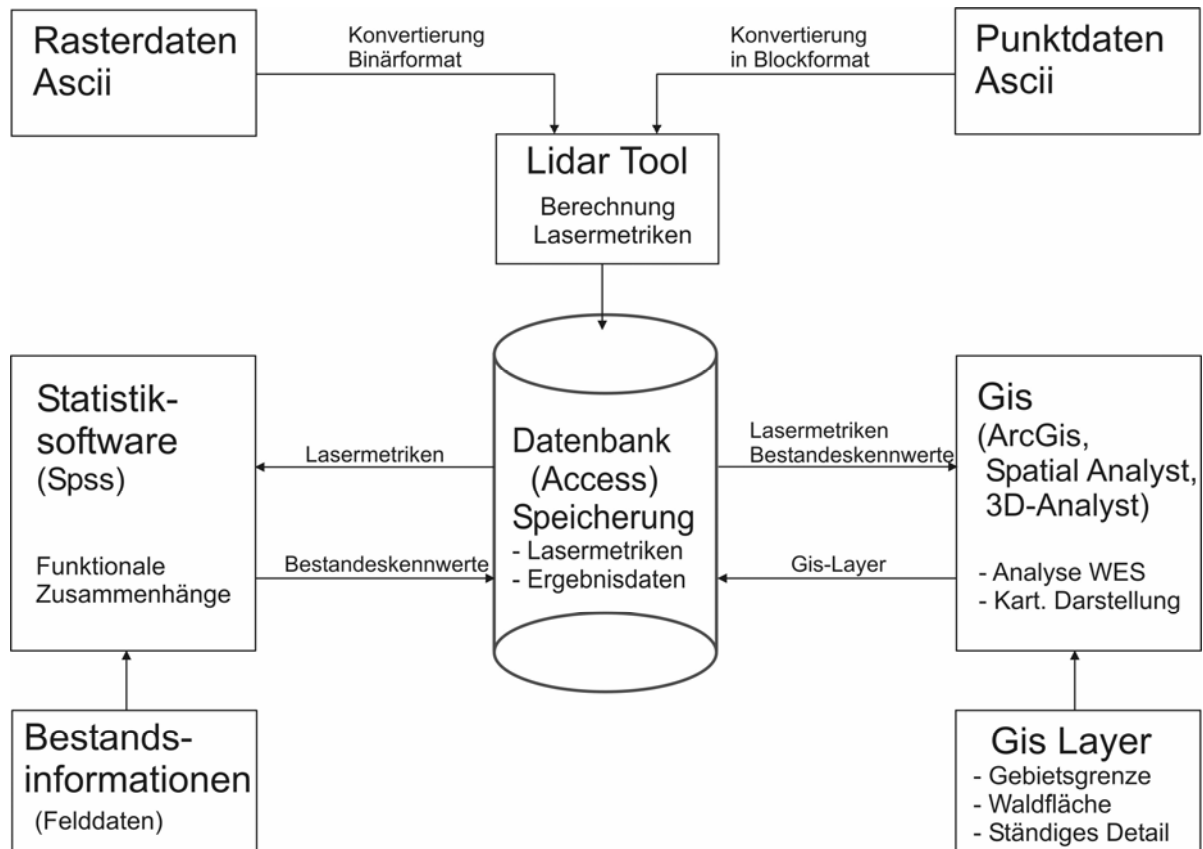 Rasterdaten
Ascii
Konvertierung
Binärformat
Konvertierung
in Blockformat
Punktdaten
Ascii
Lidar Tool
Berechnung
Lasermetriken
Statistik-
software
(Spss)
Funktionale
Zusammenhänge
Lasermetriken
Bestandeskennwerte
Datenbank
(Access)
Speicherung
- Lasermetriken
- Ergebnisdaten
Lasermetriken
Bestandeskennwerte
Gis-Layer
Gis
(ArcGis,
Spatial Analyst,
3D-Analyst)
- Analyse WES
- Kart. Darstellung
Bestands-
informationen
(Felddaten)
Gis Layer
- Gebietsgrenze
- Waldfläche
- Ständiges Detail